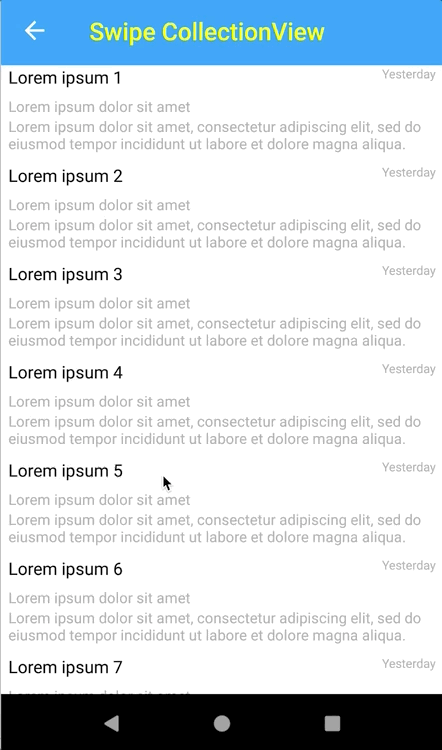 Swipe CollectionView
Lorem ipsum 1
Yesterday
Lorem ipsum dolor sit amet
Lorem ipsum dolor sit amet, consectetur adipiscing elit, sed do
eiusmod tempor incididunt ut labore et dolore magna aliqua.
Lorem ipsum 2
Yesterday
Lorem ipsum dolor sit amet
Lorem ipsum dolor sit amet, consectetur adipiscing elit, sed do
eiusmod tempor incididunt ut labore et dolore magna aliqua.
Lorem ipsum 3
Yesterday
Lorem ipsum dolor sit amet
Lorem ipsum dolor sit amet, consectetur adipiscing elit, sed do
eiusmod tempor incididunt ut labore et dolore magna aliqua.
Lorem ipsum 4
Yesterday
Lorem ipsum dolor sit amet
Lorem ipsum dolor sit amet, consectetur adipiscing elit, sed do
eiusmod tempor incididunt ut labore et dolore magna aliqua.
Lorem ipsum 5
Yesterday
Lorem ipsum dolor sit amet
Lorem ipsum dolor sit amet, consectetur adipiscing elit, sed do
eiusmod tempor incididunt ut labore et dolore magna aliqua.
Lorem ipsum 6
Yesterday
Lorem ipsum dolor sit amet
Lorem ipsum dolor sit amet, consectetur adipiscing elit, sed do
eiusmod tempor incididunt ut labore et dolore magna aliqua.
Lorem ipsum 7
Yesterday